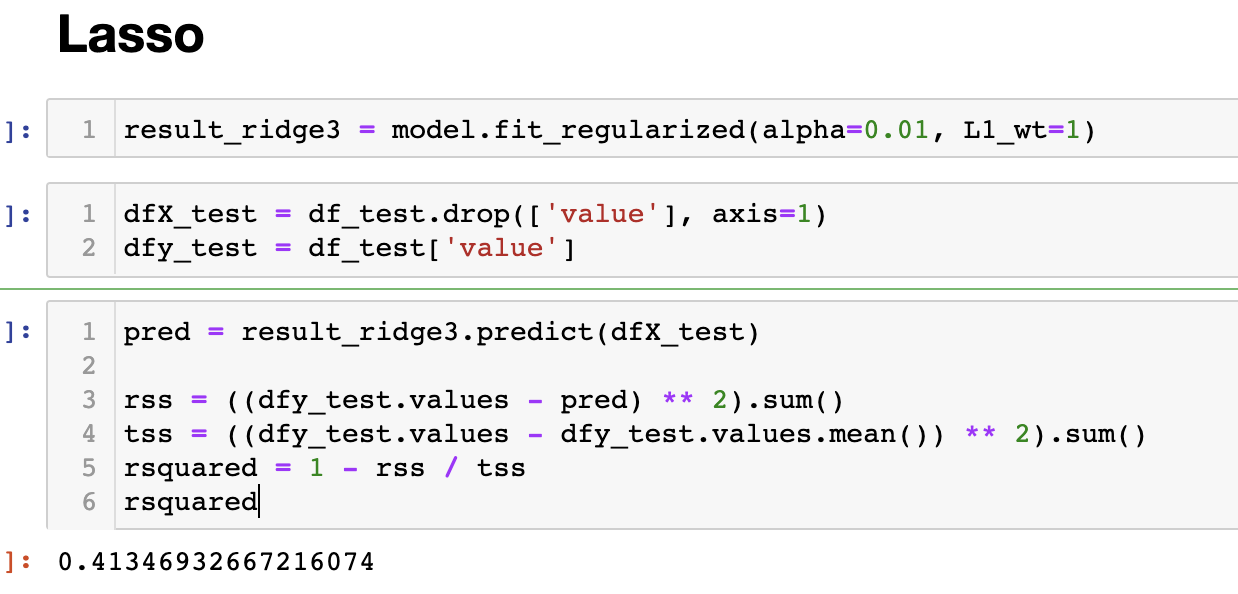 Lasso
]: 1 result_ridge3 = model.fit_regularized(alpha=0.01, L1_wt=1)
]: 1 dfX_test = df_test.drop(['value'], axis=1)
2 dfy_test = df_test['value']
]: 1 pred = result_ridge3.predict(dfX_test)
2
3 rss = ((dfy_test.values - pred) ** 2).sum()
4 tss = ((dfy_test.values - dfy_test.values.mean()) ** 2).sum()
5 rsquared = 1 - rss / tss
6 rsquared
]: 0.41346932667216074